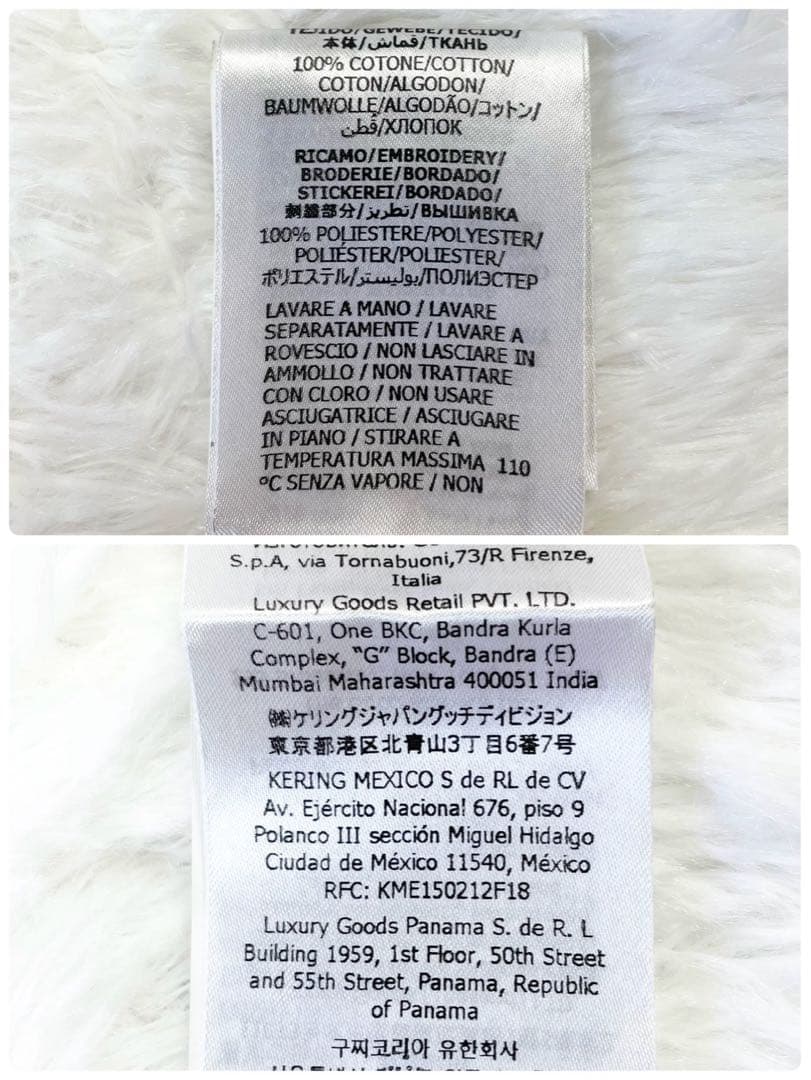 TEJIDO/GEWEBE/TECIDO/
本体/قماش/ТКАНЬ
100% COTONE/COTTON/
COTON/ALGODON/
BAUMWOLLE/ALGODÃO/コットン/
قُطن/ХЛОПОК
RICAMO/EMBROIDERY/
BRODERIE/BORDADO/
STICKEREI/BORDADO/
刺繍部分/تطريز/ВЫШИВКА
100% POLIESTERE/POLYESTER/
POLIÉSTER/POLIESTER/
ポリエステル/بوليستر/ПОЛИЭСТЕР
LAVARE A MANO / LAVARE
SEPARATAMENTE / LAVARE A
ROVESCIO / NON LASCIARE IN
AMMOLLO / NON TRATTARE
CON CLORO / NON USARE
ASCIUGATRICE / ASCIUGARE
IN PIANO / STIRARE A
TEMPERATURA MASSIMA 110
°C SENZA VAPORE / NON
S.p.A, via Tornabuoni,73/R Firenze,
Italia
Luxury Goods Retail PVT. LTD.
C-601, One BKC, Bandra Kurla
Complex, "G" Block, Bandra (E)
Mumbai Maharashtra 400051 India
㈱ケリングジャパングッチディビジョン
東京都港区北青山3丁目6番7号
KERING MEXICO S de RL de CV
Av. Ejército Nacional 676, piso 9
Polanco III sección Miguel Hidalgo
Ciudad de México 11540, México
RFC: KME150212F18
Luxury Goods Panama S. de R. L
Building 1959, 1st Floor, 50th Street
and 55th Street, Panama, Republic
of Panama
구찌코리아 유한회사